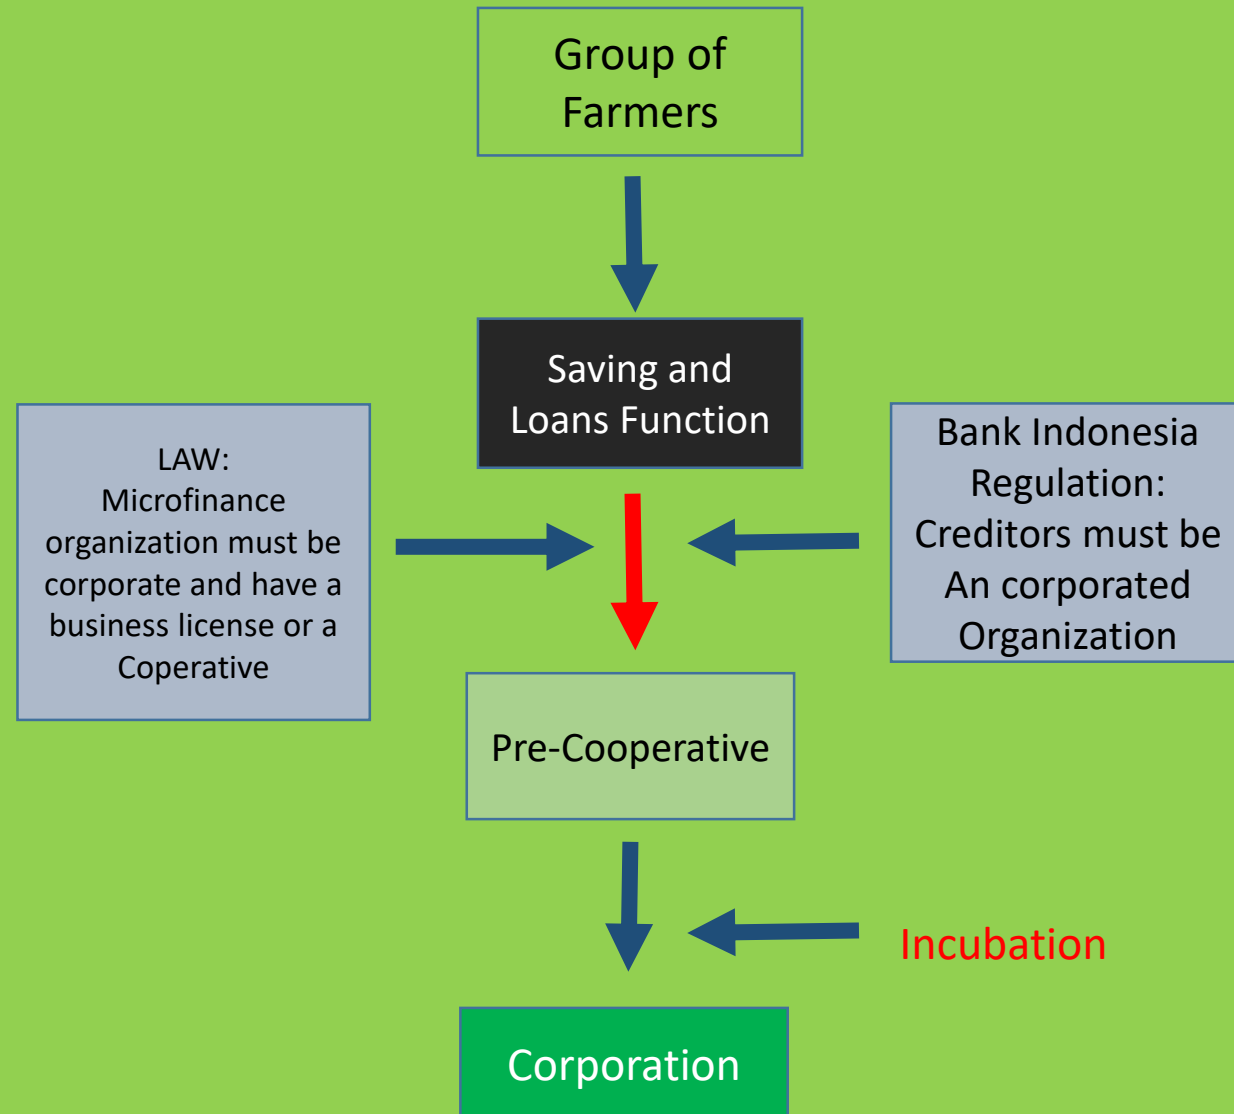 Group of
Farmers
Saving and
Loans Function
LAW:
Microfinance
organization must be
corporate and have a
business license or a
Coperative
Bank Indonesia
Regulation:
Creditors must be
An corporated
Organization
Pre-Cooperative
Incubation
Corporation